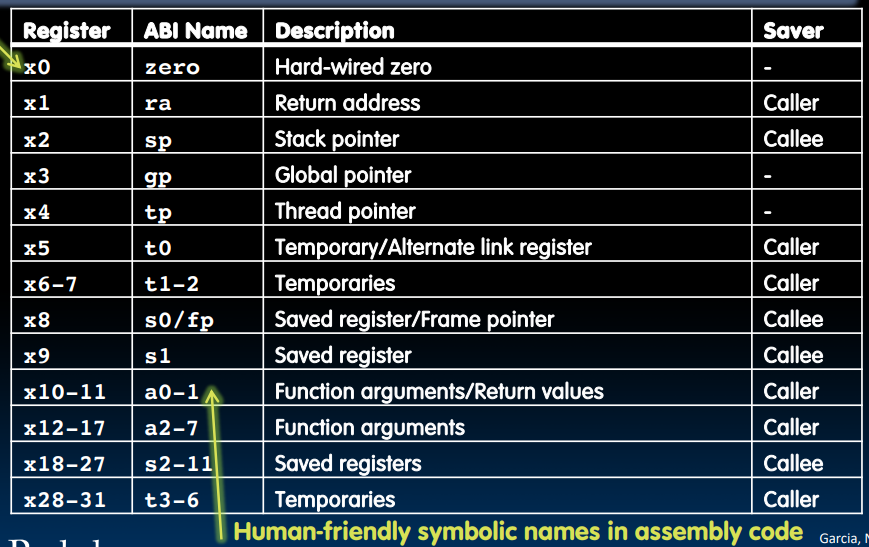 Register ABI Name Description Saver
x0 zero Hard-wired zero -
x1 ra Return address Caller
x2 sp Stack pointer Callee
x3 gp Global pointer -
x4 tp Thread pointer -
x5 t0 Temporary/Alternate link register Caller
x6-7 t1-2 Temporaries Caller
x8 s0/fp Saved register/Frame pointer Callee
x9 s1 Saved register Callee
x10-11 a0-1 Function arguments/Return values Caller
x12-17 a2-7 Function arguments Caller
x18-27 s2-11 Saved registers Callee
x28-31 t3-6 Temporaries Caller
Human-friendly symbolic names in assembly code
Garcia,